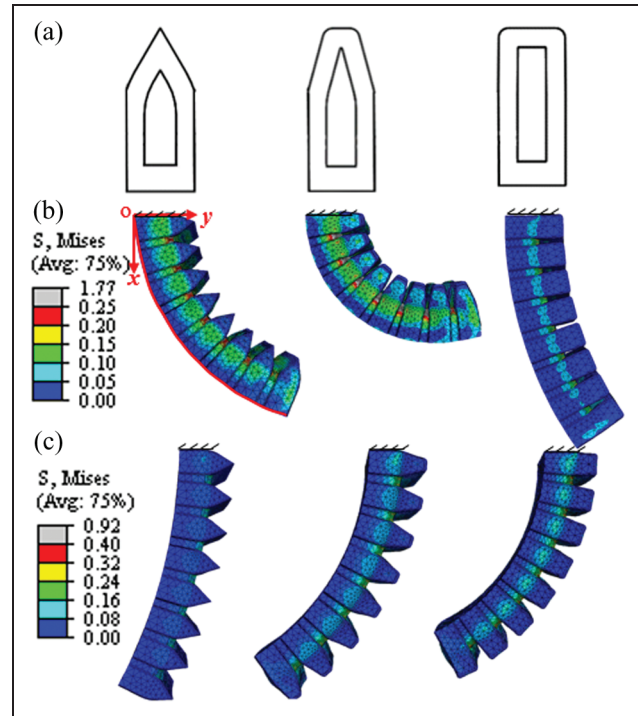 (a)
(b)
o
y
x
S, Mises
(Avg: 75%)
1.77
0.25
0.20
0.15
0.10
0.05
0.00
(c)
S, Mises
(Avg: 75%)
0.92
0.40
0.32
0.24
0.16
0.08
0.00